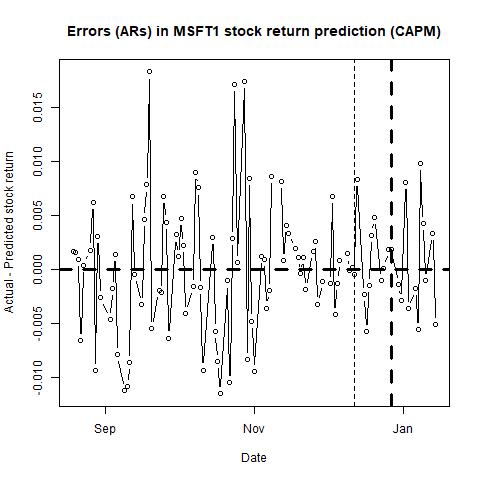 Errors (ARs) in MSFT1 stock return prediction (CAPM)
Actual - Predicted stock return
0.015
0.010
0.005
0.000
-0.005
-0.010
Sep Nov Jan
Date